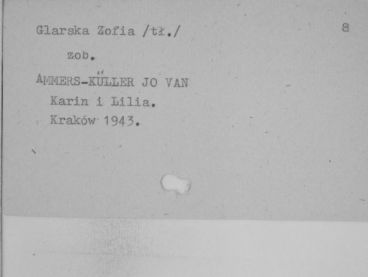 Glarska Zofia /tł./ 8
zob.
AMMERS-KÜLLER JO VAN
Karin i Lilia.
Kraków 1943.